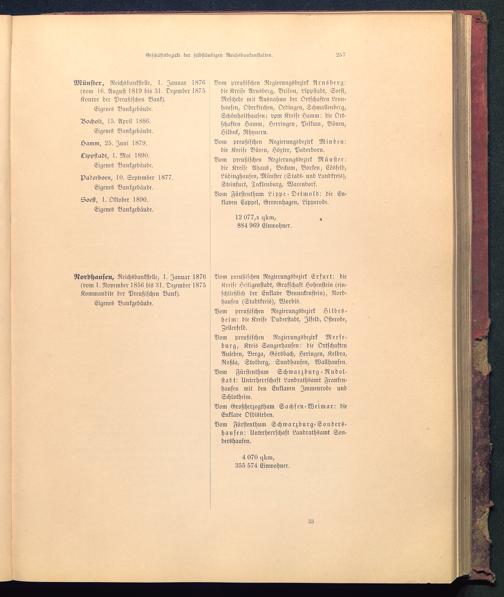 Geschäftsbezirk der selbständigen Reichsbankanstalten. 257
Münster, Reichsbankstelle, 1. Januar 1876
(vom 16. August 1819 bis 31. Dezember 1875
Kontor der Preußischen Bank).
Eigenes Bankgebäude.
Bocholt, 15. April 1886.
Eigenes Bankgebäude.
Hamm, 25. Juni 1879.
Lippstadt, 1. Mai 1890.
Eigenes Bankgebäude.
Paderborn, 10. September 1877.
Eigenes Bankgebäude.
Soest, 1. Oktober 1890.
Eigenes Bankgebäude.
Vom preußischen Regierungsbezirk Arnsberg:
die Kreise Arnsberg, Brilon, Lippstadt, Soest,
Meschede mit Ausnahme der Ortschaften
hausen, Oberkirchen, Oedingen, Schmallenberg,
Schönholthausen; vom Kreise Hamm: die Ort-
schaften Hamm, Herringen, Pelkum, Bönen,
Hilbeck, Rhynern.
Vom preußischen Regierungsbezirk Minden:
die Kreise Büren, Höxter, Paderborn.
Vom preußischen Regierungsbezirk Münster:
die Kreise Ahaus, Beckum, Borken, Cösfeld,
Lüdinghausen, Münster (Stadt- und Landkreis),
Steinfurt, Tecklenburg, Warendorf.
Vom Fürstenthum Lippe-Detmold: die En-
klaven Cappel, Grevenhagen, Lipperode.
12 077,8 qkm,
884 969 Einwohner.
Nordhausen, Reichsbankstelle, 1. Januar 1876
(vom 1. November 1856 bis 31. Dezember 1875
Kommandite der Preußischen Bank).
Eigenes Bankgebäude.
Vom preußischen Regierungsbezirk Erfurt: die
Kreise Heiligenstadt, Grafschaft Hohenstein (ein-
schließlich der Enklave Benneckenstein), Nord-
hausen (Stadtkreis), Worbis.
Vom preußischen Regierungsbezirk Hildes-
heim: die Kreise Duderstadt, Ilfeld, Osterode,
Zellerfeld.
Vom preußischen Regierungsbezirk Merse-
burg, Kreis Sangerhausen: die Ortschaften
Auleben, Berga, Görsbach, Heringen, Kelbra,
Roßla, Stolberg, Sundhausen, Wallhausen.
Vom Fürstenthum Schwarzburg-Rudol-
stadt: Unterherrschaft Landrathsamt Franken-
hausen mit den Enklaven Immenrode und
Schlotheim.
Vom Großherzogthum Sachsen-Weimar: die
Enklave Oldisleben.
Vom Fürstenthum Schwarzburg-Sonders-
hausen: Unterherrschaft Landrathsamt Son-
dershausen.
4 070 qkm,
355 574 Einwohner.
33